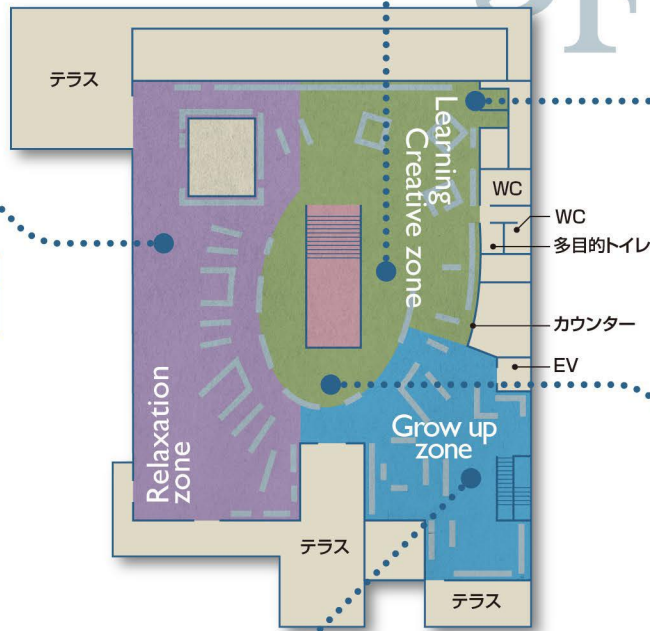 テラス
Learning
Creative zone
WC
WC
多目的トイレ
カウンター
EV
Relaxation
zone
Grow up
zone
テラス
テラス